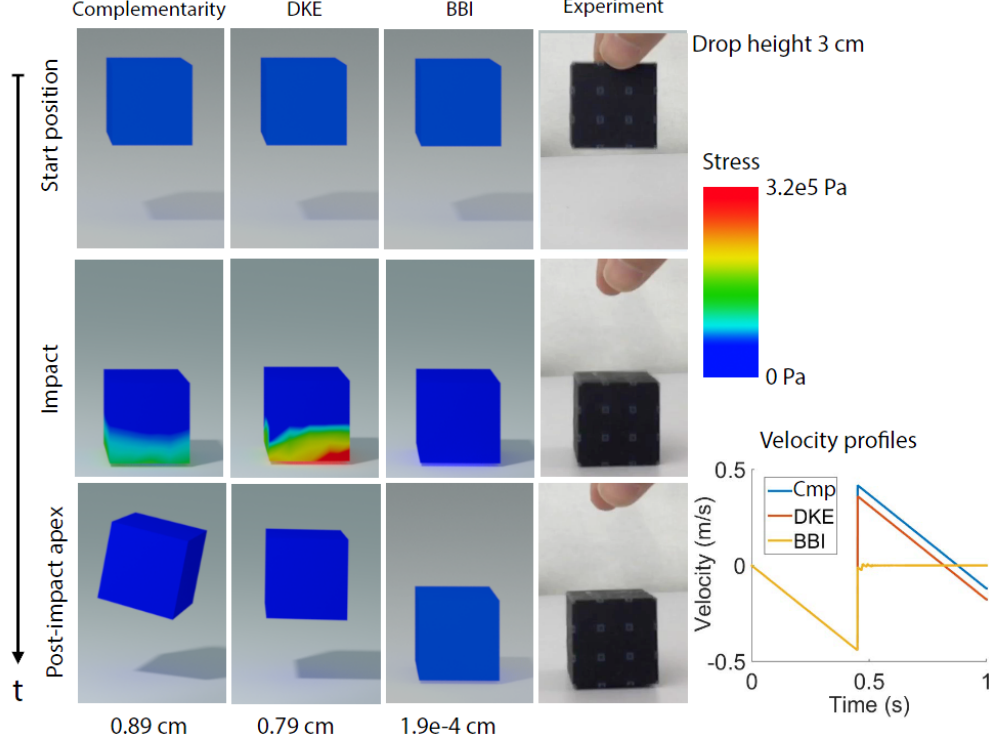 Complementarity DKE BBI Experiment
Drop height 3 cm
Start position
Stress
3.2e5 Pa
0 Pa
Impact
Velocity profiles
0.5
Cmp
DKE
BBI
0
-0.5
Velocity (m/s)
0 0.5 1
Time (s)
Post-impact apex
t
0.89 cm 0.79 cm 1.9e-4 cm